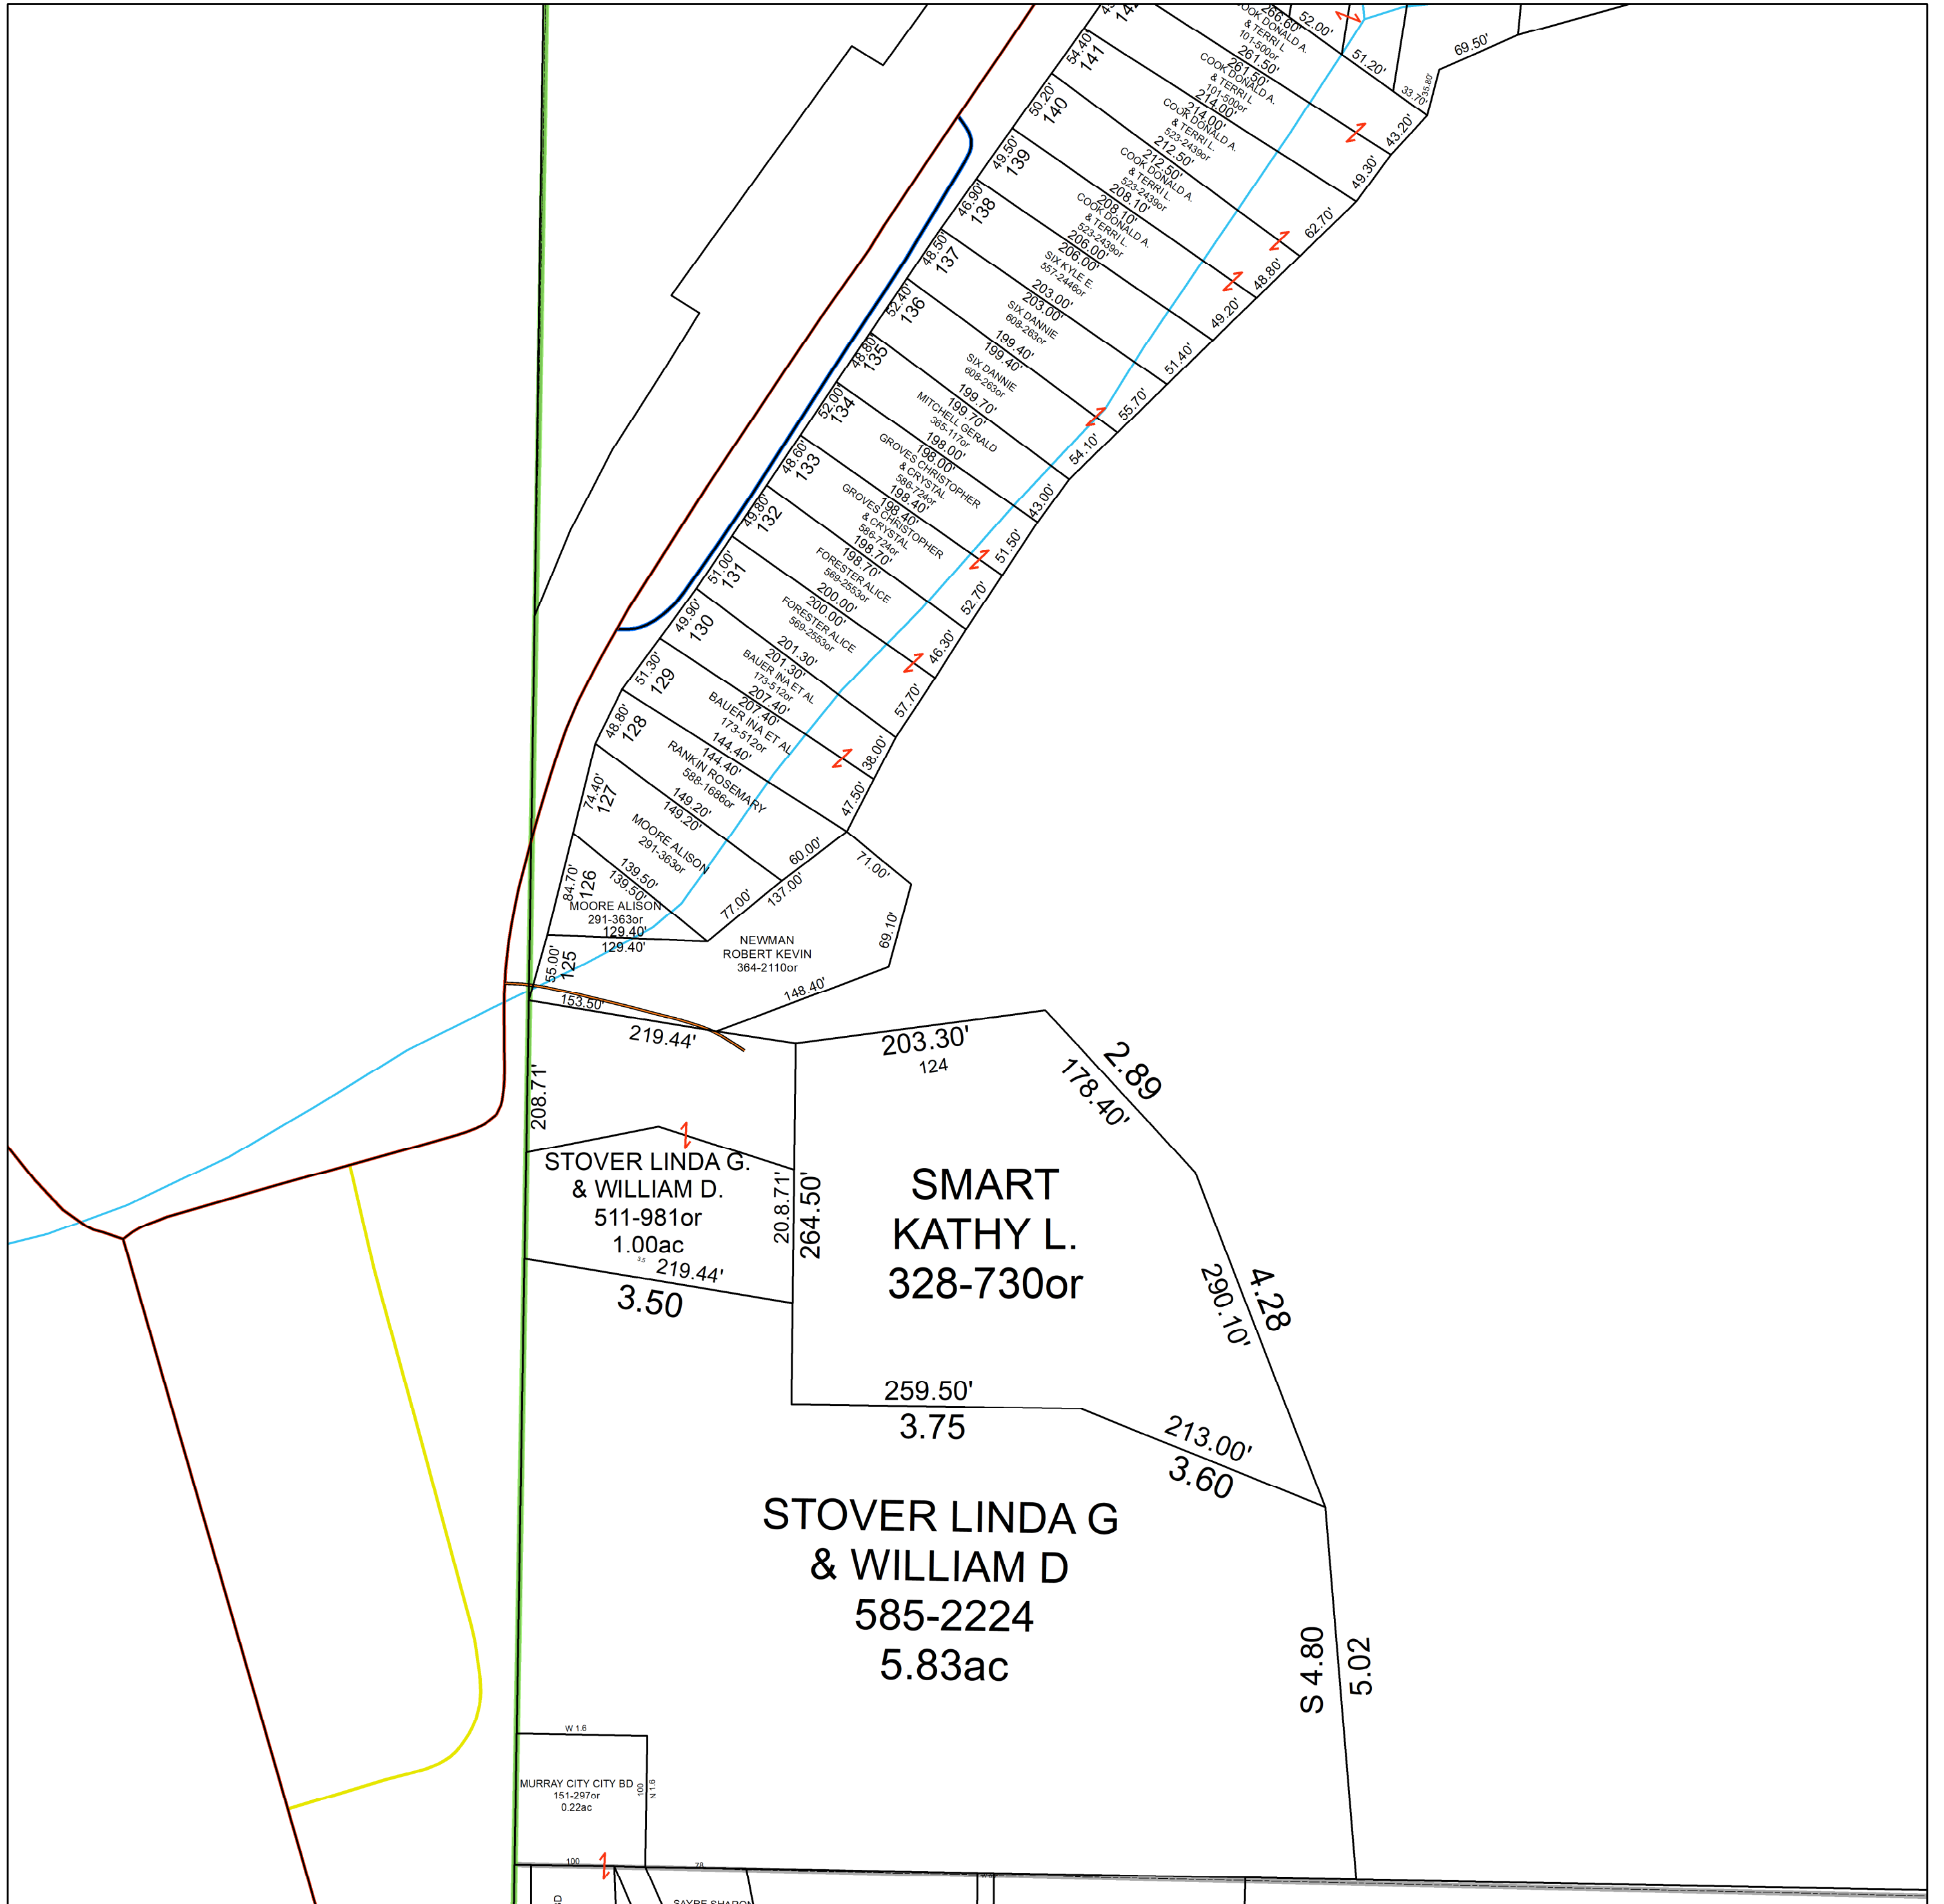 142
266.60'
52.00'
COOK DONALD A.
& TERRI L
101-500or
261.50'
51.20'
69.50'
33.70'
35.80'
54.40'
141
261.50'
COOK DONALD A.
& TERRI L
101-500or
214.00'
43.20'
50.20'
140
214.00'
COOK DONALD A.
& TERRI L.
523-2439or
212.50'
49.30'
49.50'
139
212.50'
COOK DONALD A.
& TERRI L.
523-2439or
208.10'
62.70'
46.90'
138
208.10'
COOK DONALD A.
& TERRI L.
523-2439or
206.00'
48.80'
48.50'
137
206.00'
SIX KYLE E.
557-2446or
203.00'
49.20'
52.40'
136
203.00'
SIX DANNIE
608-263or
199.40'
51.40'
48.80'
135
199.40'
SIX DANNIE
608-263or
199.70'
55.70'
52.00'
134
199.70'
MITCHELL GERALD
365-117or
198.00'
54.10'
48.60'
133
198.00'
GROVES CHRISTOPHER
& CRYSTAL
586-724or
198.40'
43.00'
49.80'
132
198.40'
GROVES CHRISTOPHER
& CRYSTAL
586-724or
198.70'
51.50'
51.00'
131
198.70'
FORESTER ALICE
569-2553or
200.00'
52.70'
49.90'
130
200.00'
FORESTER ALICE
569-2553or
201.30'
46.30'
51.30'
129
201.30'
BAUER INA ET AL
173-512or
207.40'
57.70'
48.80'
128
207.40'
BAUER INA ET AL
173-512or
144.40'
38.00'
144.40'
RANKIN ROSEMARY
588-1686or
149.20'
47.50'
74.40'
127
149.20'
MOORE ALISON
291-363or
139.50'
60.00'
71.00'
84.70'
126
139.50'
MOORE ALISON
291-363or
129.40'
77.00'
137.00'
69.10'
55.00'
125
129.40'
NEWMAN
ROBERT KEVIN
364-2110or
148.40'
153.50'
219.44'
203.30'
124
2.89
178.40'
208.71'
STOVER LINDA G.
& WILLIAM D.
511-981or
1.00ac
3.5
219.44'
3.50
20.8.71'
264.50'
SMART
KATHY L.
328-730or
4.28
290.10'
259.50'
3.75
213.00'
3.60
STOVER LINDA G
& WILLIAM D
585-2224
5.83ac
S 4.80
5.02
W 1.6
MURRAY CITY CITY BD
151-297or
0.22ac
100
N 1.6
100
78
SAYRE SHARON